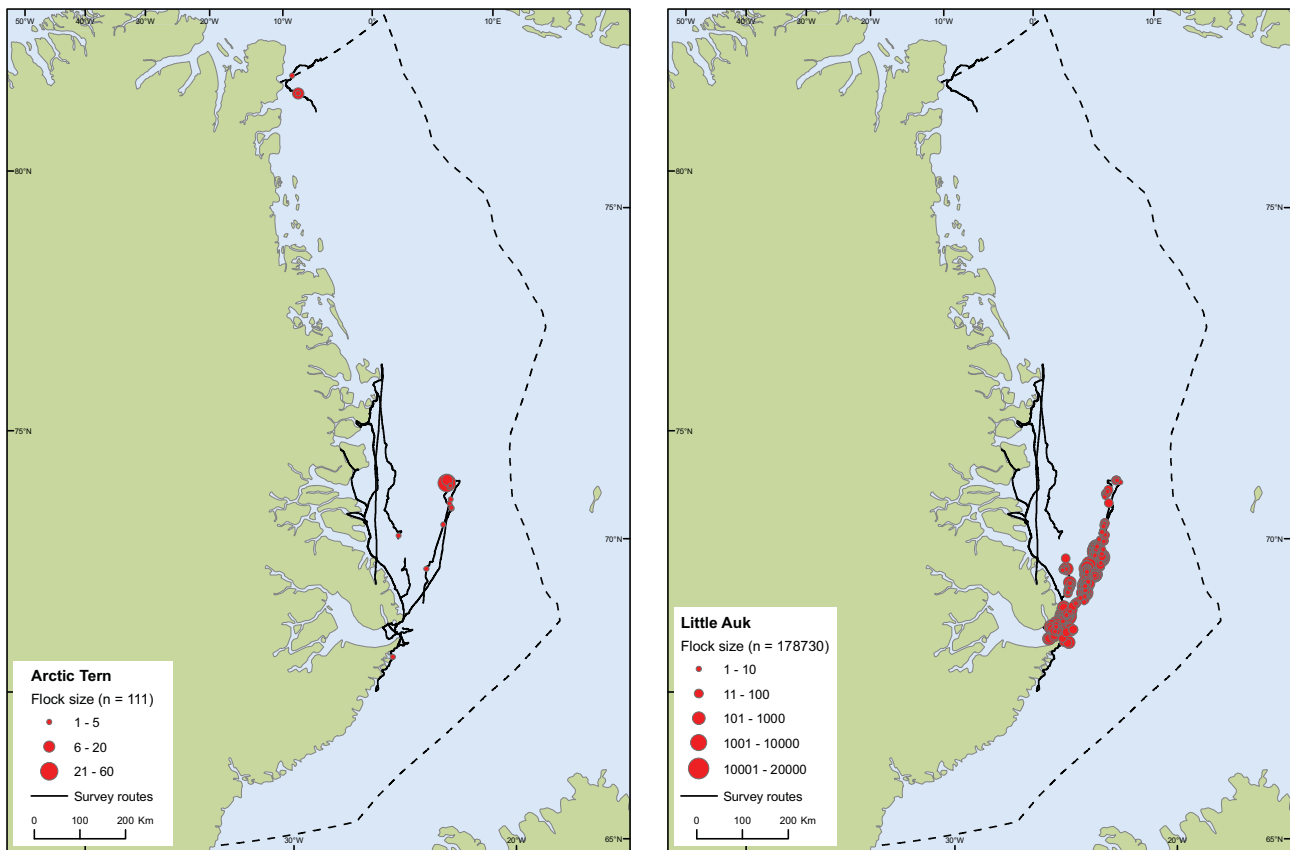 50°W 40°W 30°W 20°W 10°W 0° 10°E
80°N
75°N
75°N
70°N
Arctic Tern
Flock size (n = 111)
1 - 5
6 - 20
21 - 60
Survey routes
0 100 200 Km
30°W 20°W 65°N
50°W 40°W 30°W 20°W 10°W 0° 10°E
80°N
75°N
75°N
70°N
Little Auk
Flock size (n = 178730)
1 - 10
11 - 100
101 - 1000
1001 - 10000
10001 - 20000
Survey routes
0 100 200 Km
30°W 20°W 65°N